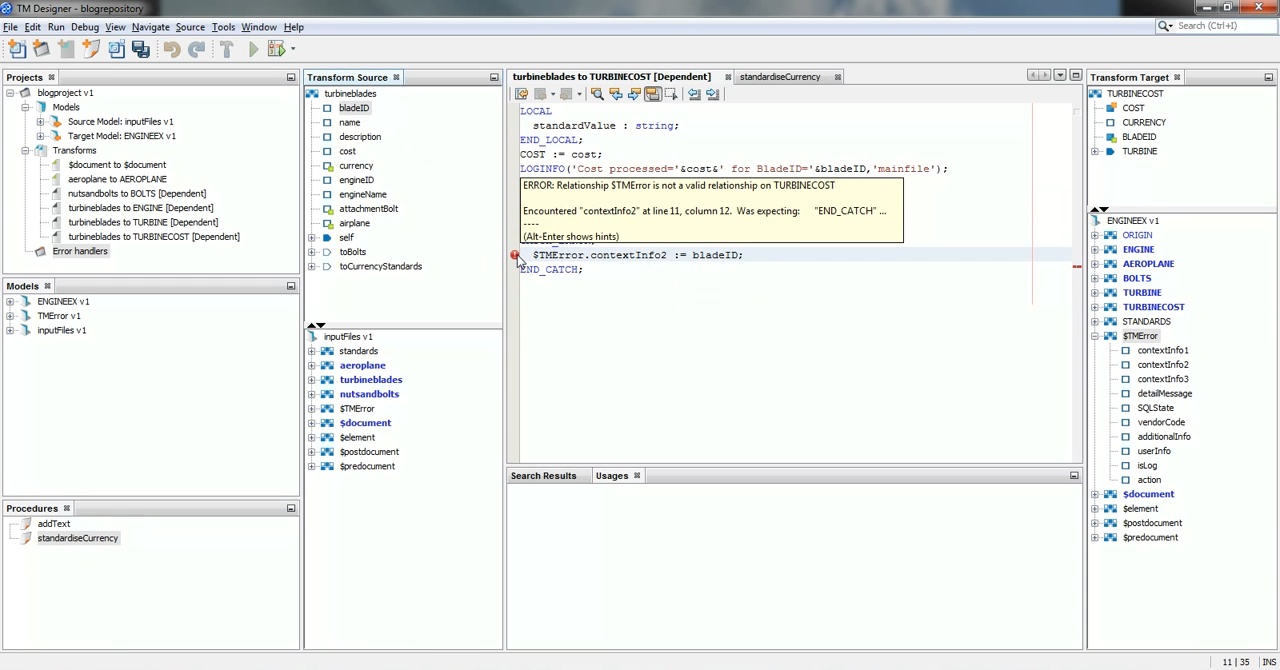 TM Designer - blogrepository
File Edit Run Debug View Navigate Source Tools Window Help
Search (Ctrl+I)
Projects
blogproject v1
Models
Source Model: inputFiles v1
Target Model: ENGINEEX v1
Transforms
$document to $document
aeroplane to AEROPLANE
nutsandbolts to BOLTS [Dependent]
turbineblades to ENGINE [Dependent]
turbineblades to TURBINE [Dependent]
turbineblades to TURBINECOST [Dependent]
Error handlers
Models
ENGINEEX v1
TMError v1
inputFiles v1
Procedures
addText
standardiseCurrency
Transform Source
turbineblades
bladeID
name
description
cost
currency
engineID
engineName
attachmentBolt
airplane
self
toBolts
toCurrencyStandards
inputFiles v1
standards
aeroplane
turbineblades
nutsandbolts
$TMError
$document
$element
$postdocument
$predocument
turbineblades to TURBINECOST [Dependent]
standardiseCurrency
LOCAL
standardValue : string;
END_LOCAL;
COST := cost;
LOGINFO('Cost processed='&cost&' for BladeID='&bladeID,'mainfile');
ERROR: Relationship $TMError is not a valid relationship on TURBINECOST
Encountered "contextInfo2" at line 11, column 12. Was expecting: "END_CATCH" ...
----
(Alt-Enter shows hints)
$TMError.contextInfo2 := bladeID;
END_CATCH;
Search Results
Usages
Transform Target
TURBINECOST
COST
CURRENCY
BLADEID
TURBINE
ENGINEEX v1
ORIGIN
ENGINE
AEROPLANE
BOLTS
TURBINE
TURBINECOST
STANDARDS
$TMError
contextInfo1
contextInfo2
contextInfo3
detailMessage
SQLState
vendorCode
additionalInfo
userInfo
isLog
action
$document
$element
$postdocument
$predocument
11 | 35 INS